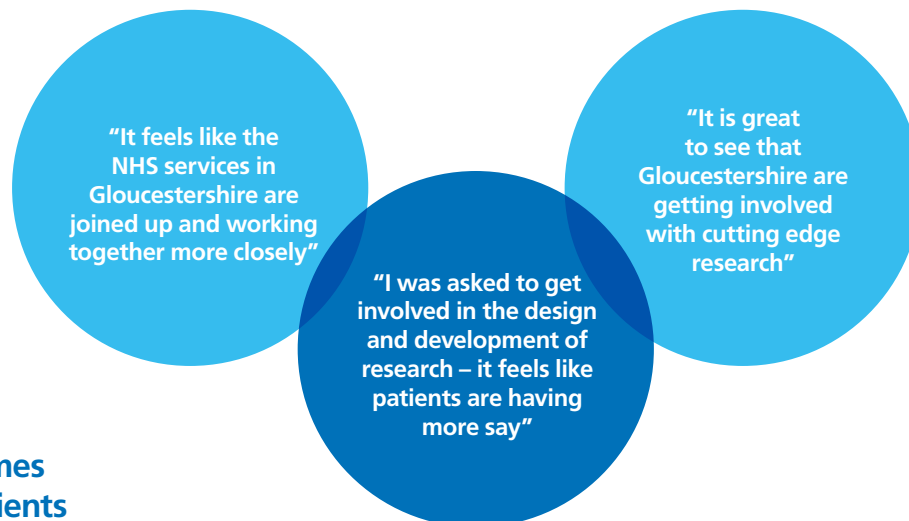 “It feels like the
NHS services in
Gloucestershire are
joined up and working
together more closely”
“It is great
to see that
Gloucestershire are
getting involved
with cutting edge
research”
“I was asked to get
involved in the design
and development of
research – it feels like
patients are having
more say”